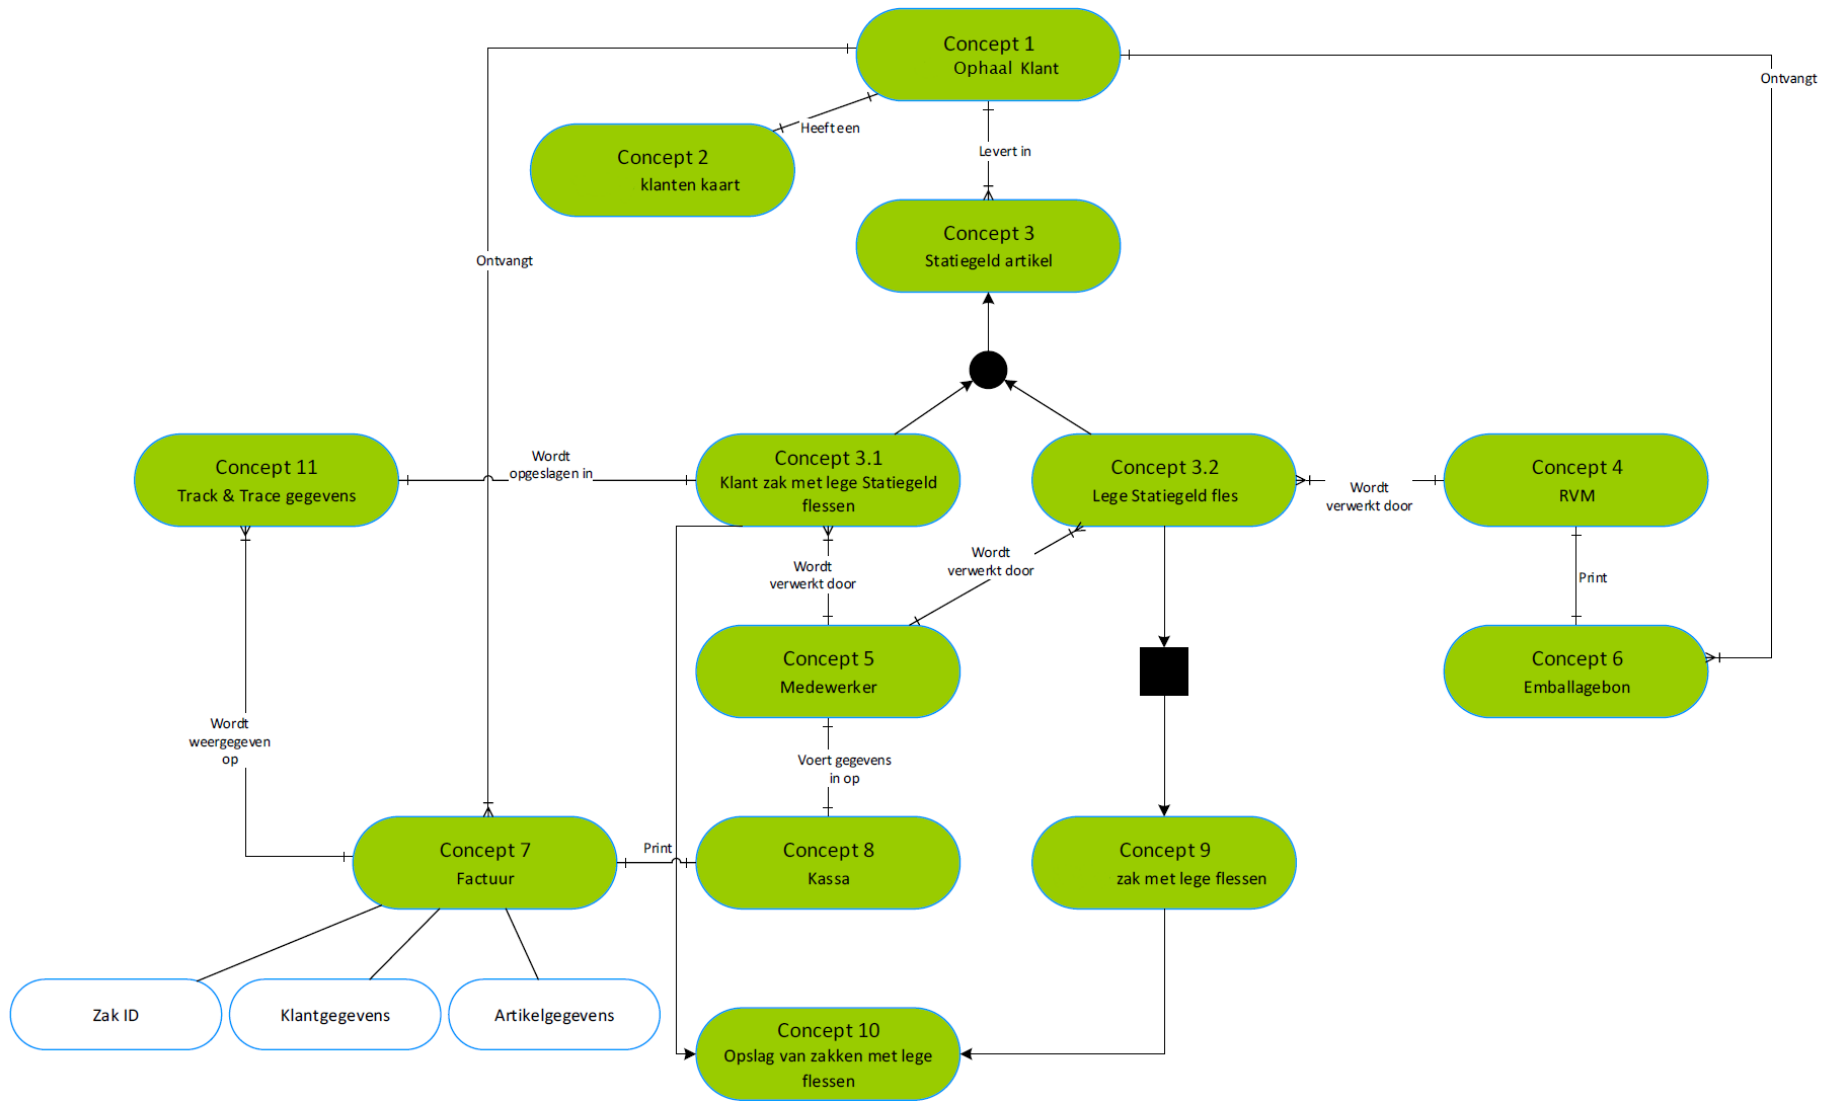 Concept 1
Ophaal Klant
Ontvangt
Heeft een
Concept 2
klanten kaart
Levert in
Concept 3
Statiegeld artikel
Ontvangt
Concept 11
Track & Trace gegevens
Wordt
opgeslagen in
Concept 3.1
Klant zak met lege Statiegeld
flessen
Concept 3.2
Lege Statiegeld fles
Wordt
verwerkt door
Concept 4
RVM
Wordt
verwerkt door
Wordt
verwerkt door
Print
Concept 5
Medewerker
Concept 6
Emballagebon
Wordt
weergegeven
op
Voert gegevens
in op
Concept 7
Factuur
Print
Concept 8
Kassa
Concept 9
zak met lege flessen
Zak ID
Klantgegevens
Artikelgegevens
Concept 10
Opslag van zakken met lege
flessen